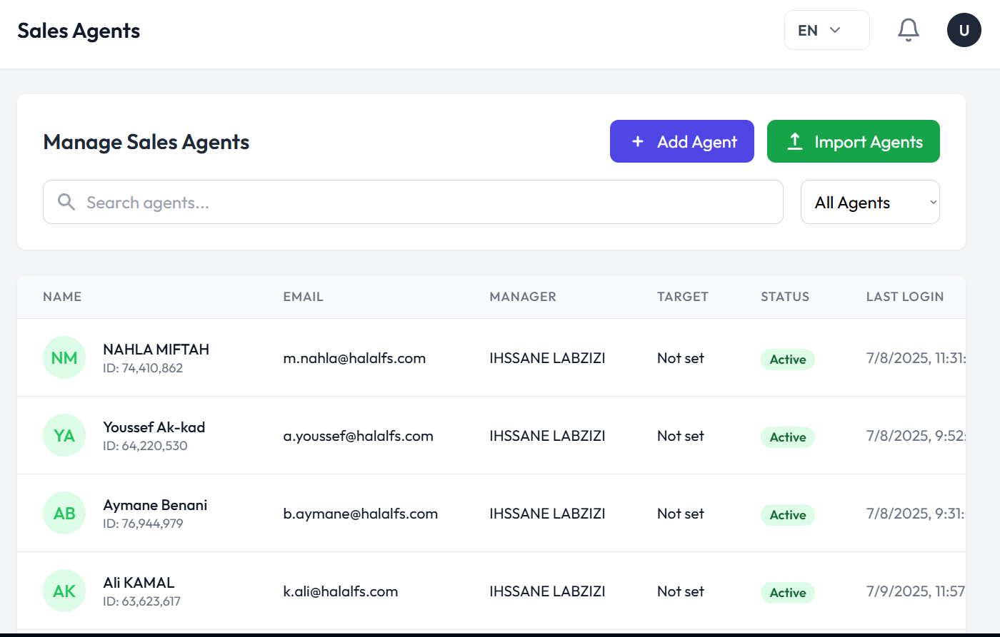 Sales Agents
EN
U
Manage Sales Agents
+ Add Agent
Import Agents
Search agents...
All Agents
NAME EMAIL MANAGER TARGET STATUS LAST LOGIN
NM NAHLA MIFTAH m.nahla@halalfs.com IHSSANE LABZIZI Not set Active 7/8/2025, 11:31:
ID: 74,410,862
YA Youssef Ak-kad a.youssef@halalfs.com IHSSANE LABZIZI Not set Active 7/8/2025, 9:52:
ID: 64,220,530
AB Aymane Benani b.aymane@halalfs.com IHSSANE LABZIZI Not set Active 7/8/2025, 9:31:
ID: 76,944,979
AK Ali KAMAL k.ali@halalfs.com IHSSANE LABZIZI Not set Active 7/9/2025, 11:57
ID: 63,623,617